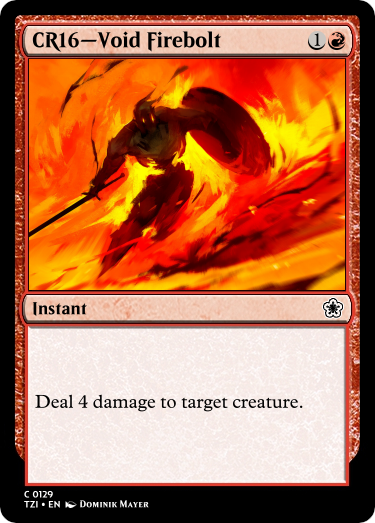 CR16—Void Firebolt 1
Instant
Deal 4 damage to target creature.
C 0129
TZI • EN Dominik Mayer